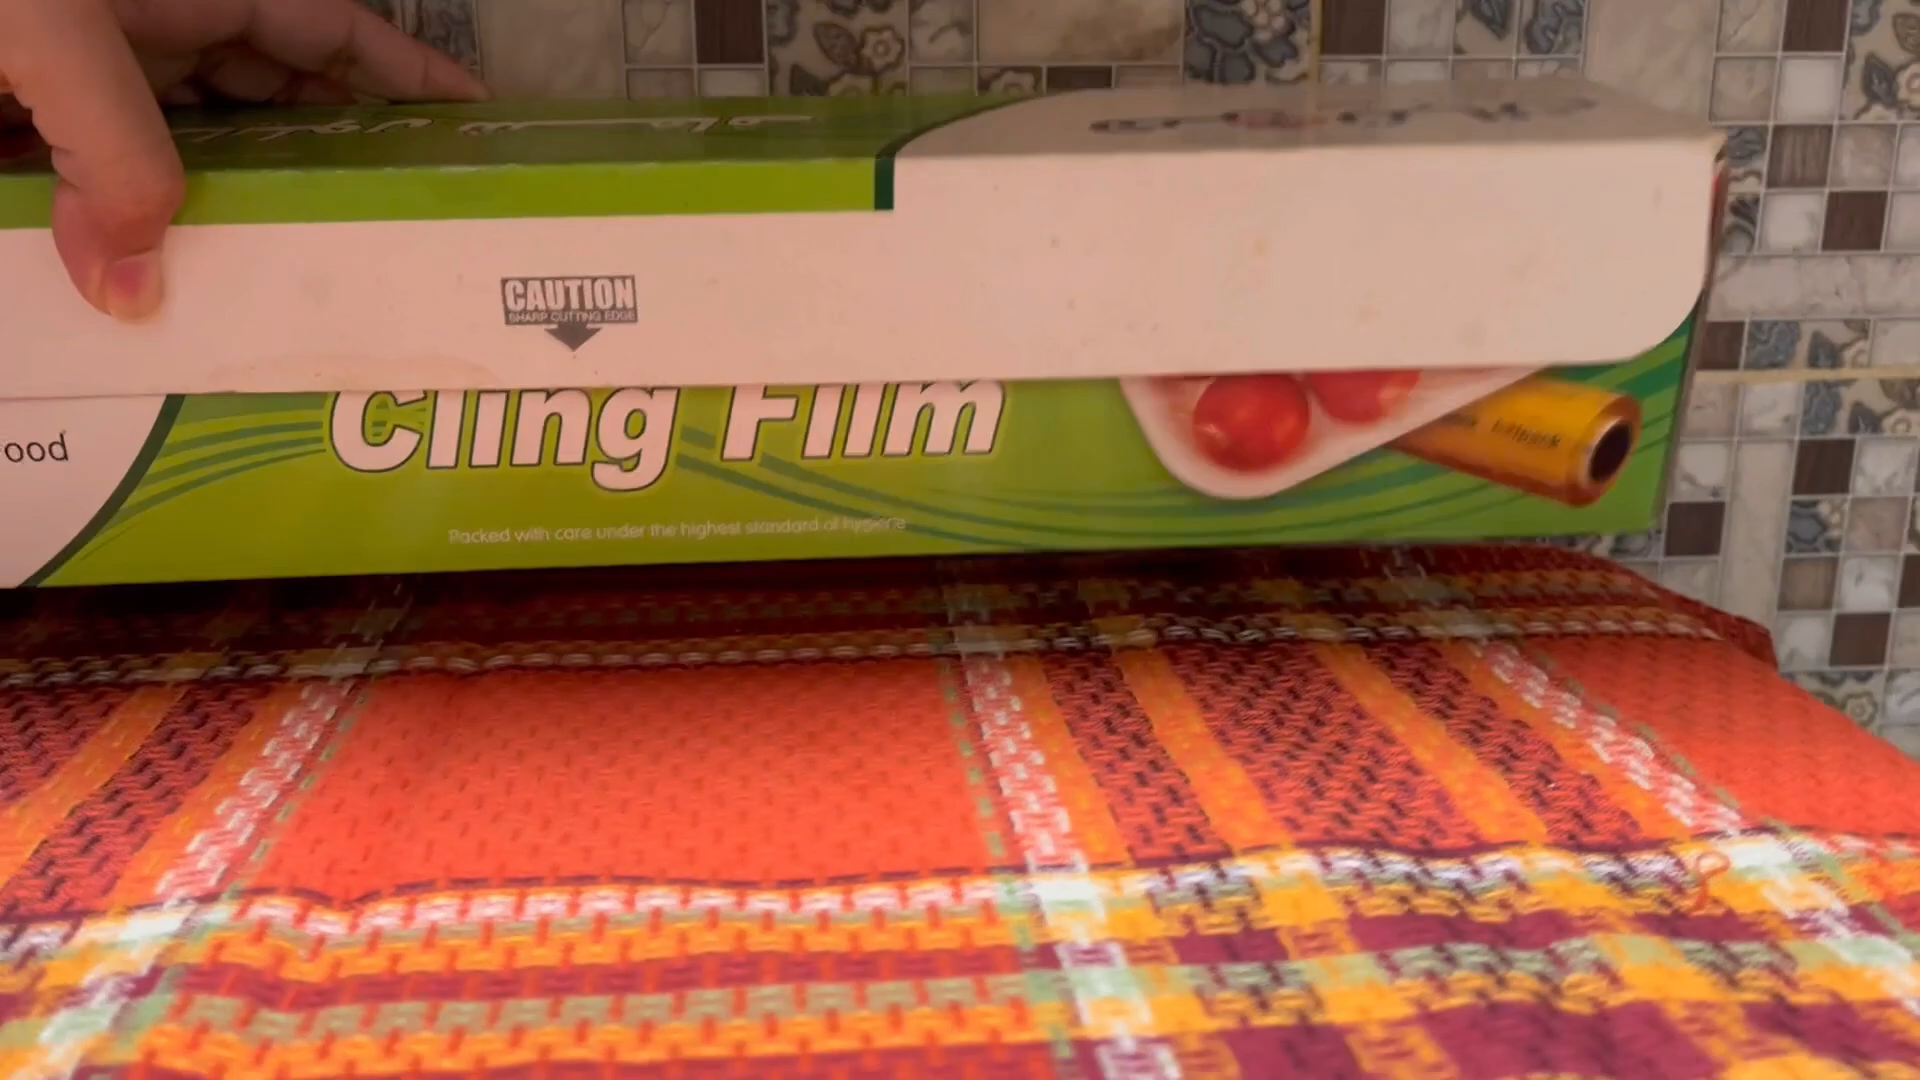 CAUTION
SHARP CUTTING EDGE
Cling Film
ood
Packed with care under the highest standard of hygiene